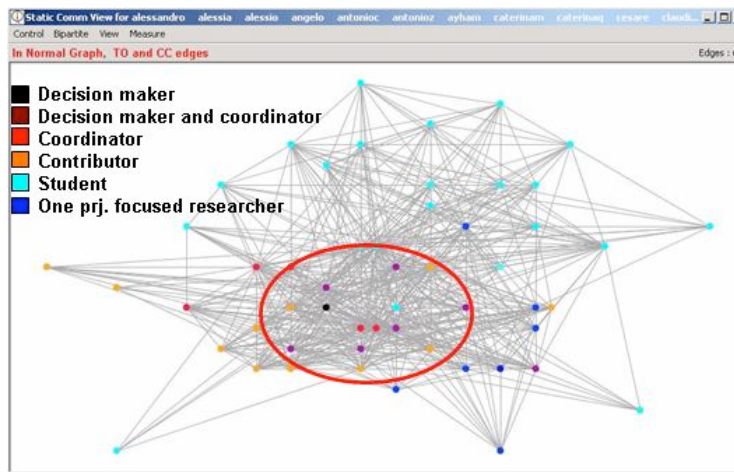 Static Comm View for alessandro alessia alessio angelo antonioc antonioz ayham caterinam caterinaq cesare claudi...
Control Bipartite View Measure
In Normal Graph, TO and CC edges Edges :
Decision maker
Decision maker and coordinator
Coordinator
Contributor
Student
One prj. focused researcher